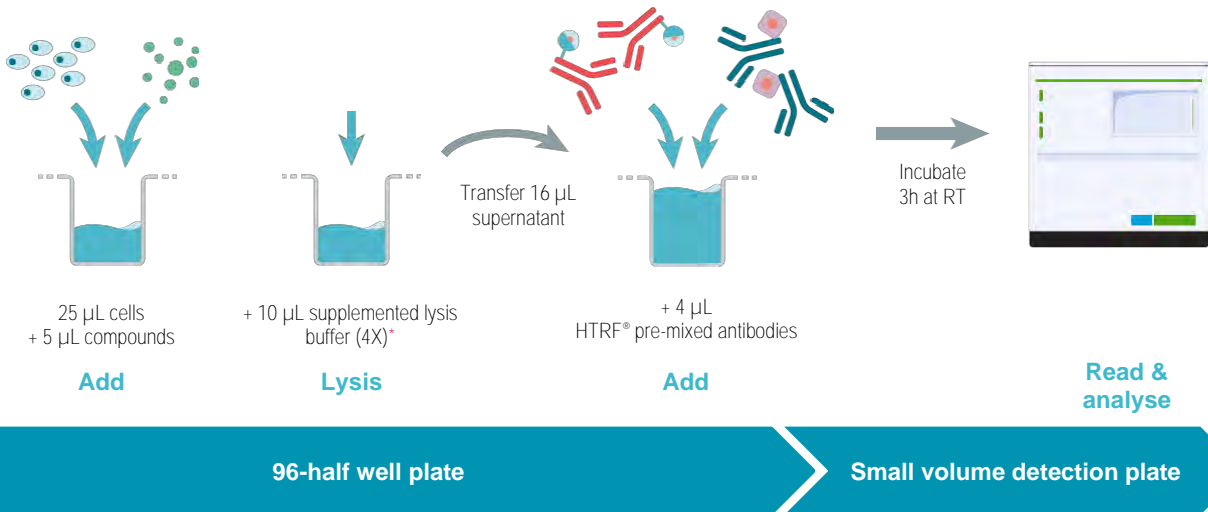 Transfer 16 µL
supernatant
Incubate
3h at RT
25 µL cells
+ 5 µL compounds
+ 10 µL supplemented lysis
buffer (4X)*
+ 4 µL
HTRF® pre-mixed antibodies
Add
Lysis
Add
Read &
analyse
96-half well plate
Small volume detection plate